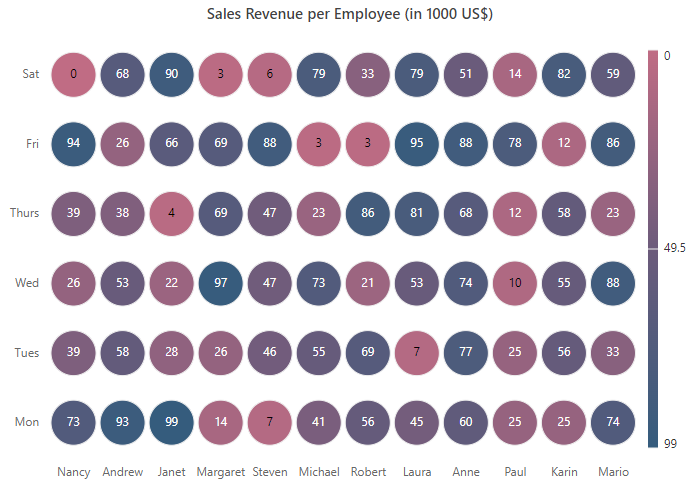 Sales Revenue per Employee (in 1000 US$)
Sat 0 68 90 3 6 79 33 79 51 14 82 59
Fri 94 26 66 69 88 3 3 95 88 78 12 86
Thurs 39 38 4 69 47 23 86 81 68 12 58 23
Wed 26 53 22 97 47 73 21 53 74 10 55 88
Tues 39 58 28 26 46 55 69 7 77 25 56 33
Mon 73 93 99 14 7 41 56 45 60 25 25 74
Nancy Andrew Janet Margaret Steven Michael Robert Laura Anne Paul Karin Mario
0
49.5
99